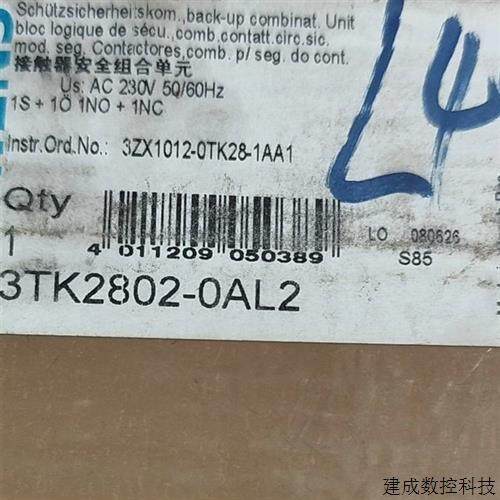 Schützsicherheitskom.,back-up combinat. Unit
bloc logique de sécu.,comb.contatt.circ.sic.
mod. seg. Contactores,comb. p/ seg. do cont.
接触器安全组合单元
Us: AC 230V 50/60Hz
1S + 1Ö 1NO + 1NC
Instr.Ord.No.: 3ZX1012-0TK28-1AA1
Qty
1
4 011209 050389
LO 080526
S85
3TK2802-0AL2
L4
建成数控科技